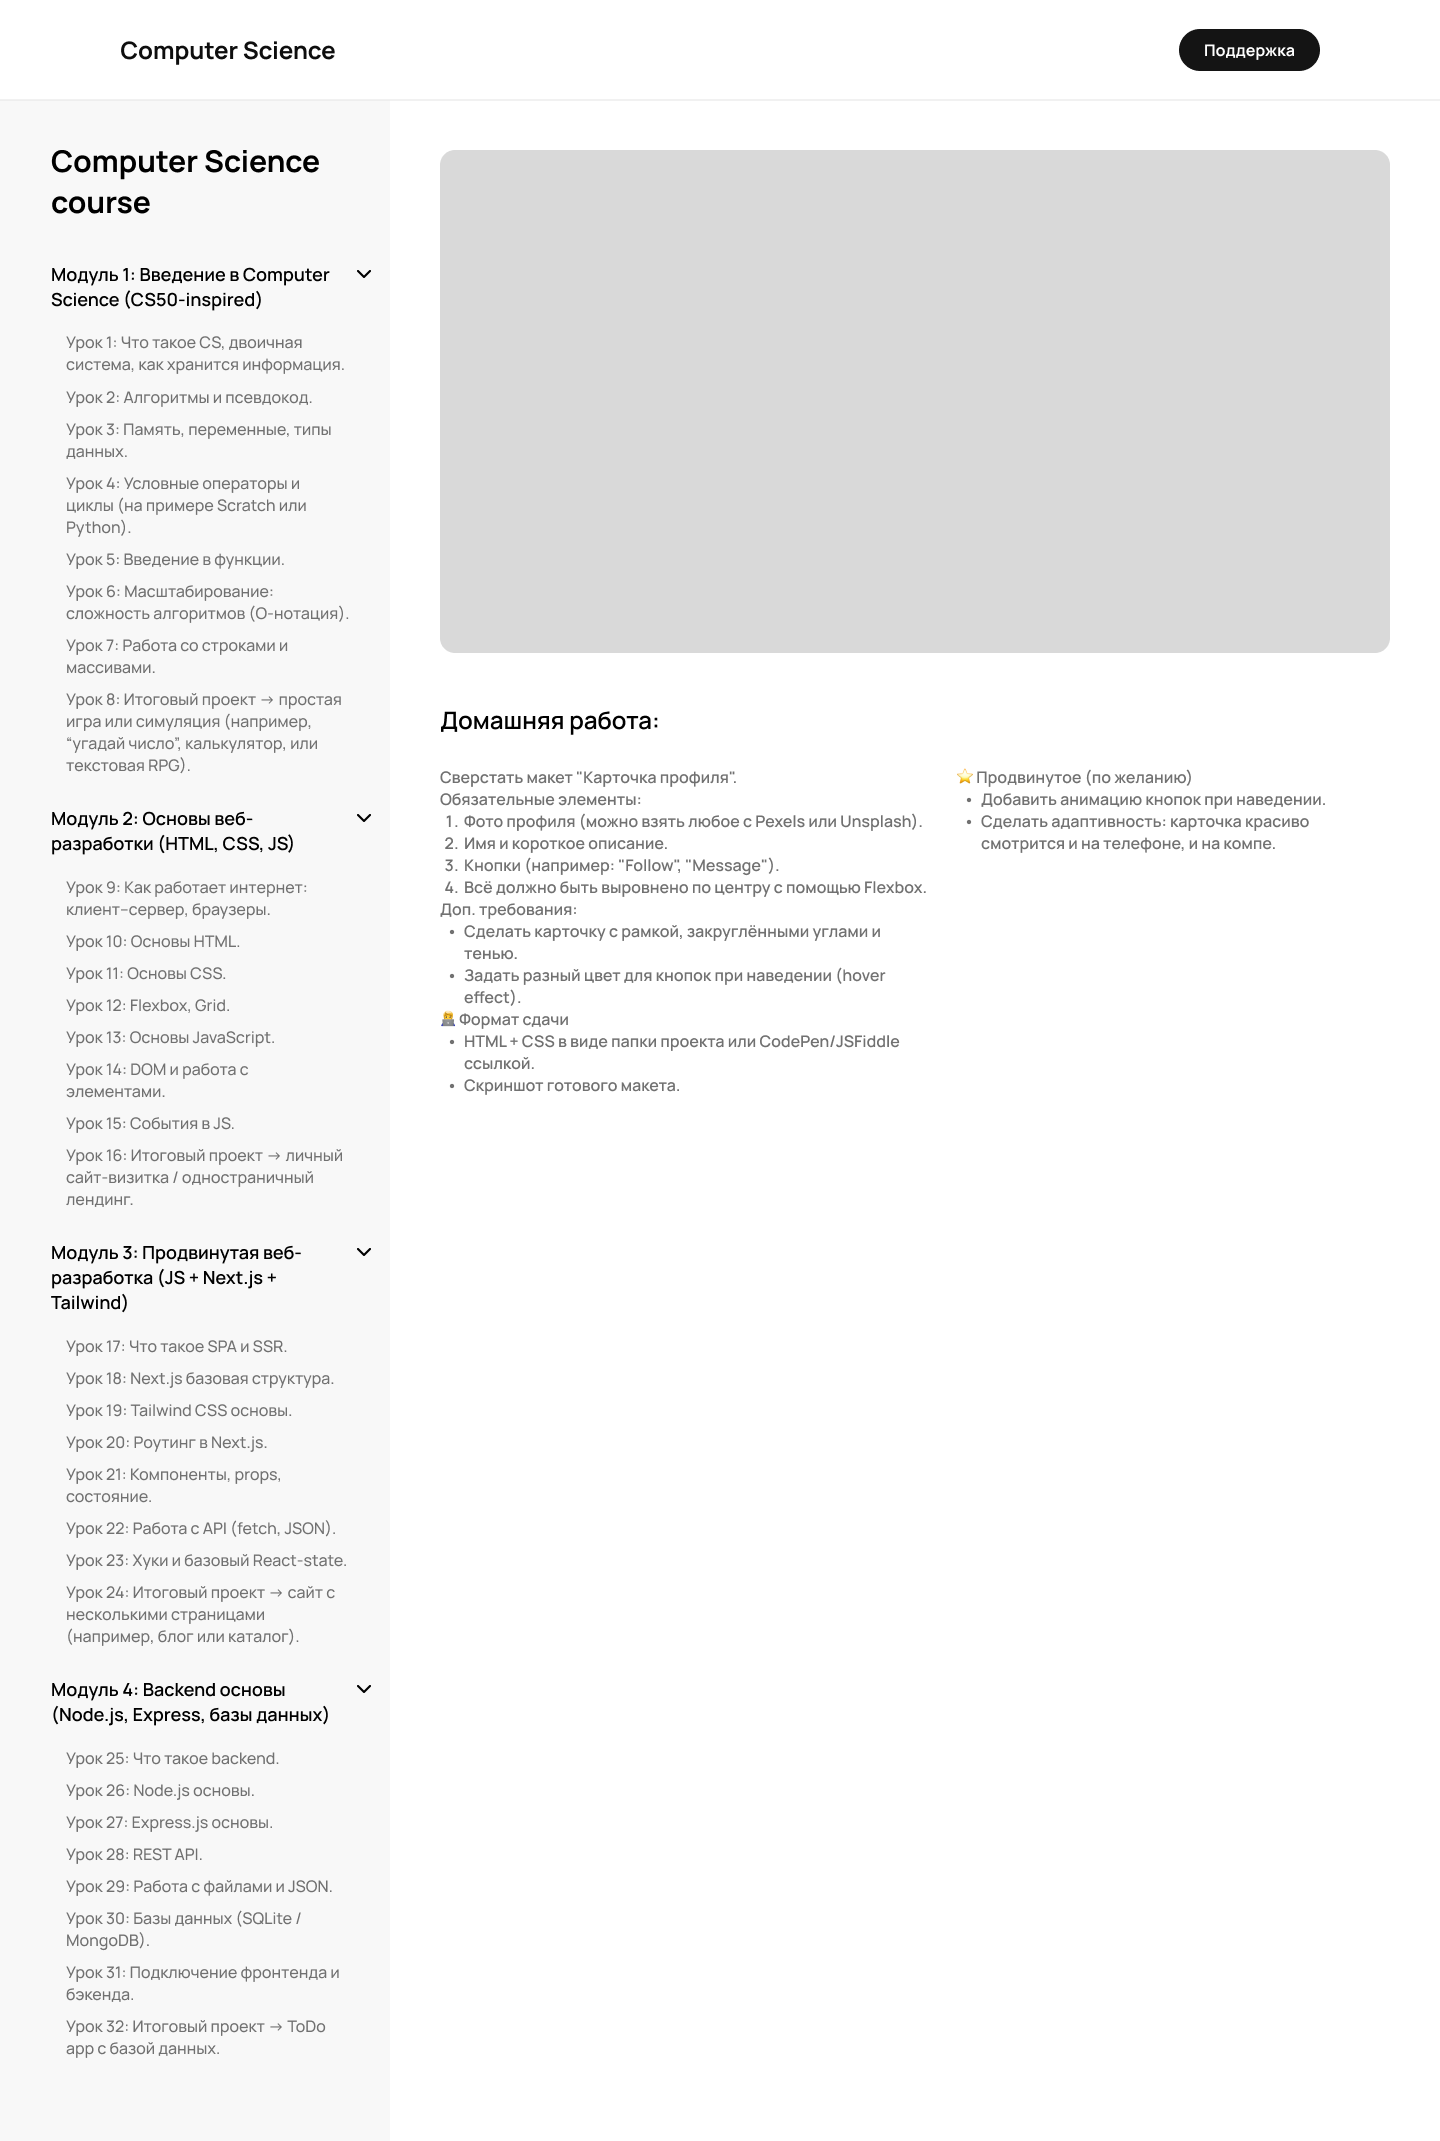 Computer Science
Поддержка
Computer Science
course
Модуль 1: Введение в Computer
Science (CS50-inspired)
Урок 1: Что такое CS, двоичная
система, как хранится информация.
Урок 2: Алгоритмы и псевдокод.
Урок 3: Память, переменные, типы
данных.
Урок 4: Условные операторы и
циклы (на примере Scratch или
Python).
Урок 5: Введение в функции.
Урок 6: Масштабирование:
сложность алгоритмов (О-нотация).
Урок 7: Работа со строками и
массивами.
Урок 8: Итоговый проект → простая
игра или симуляция (например,
“угадай число”, калькулятор, или
текстовая RPG).
Модуль 2: Основы веб-
разработки (HTML, CSS, JS)
Урок 9: Как работает интернет:
клиент–сервер, браузеры.
Урок 10: Основы HTML.
Урок 11: Основы CSS.
Урок 12: Flexbox, Grid.
Урок 13: Основы JavaScript.
Урок 14: DOM и работа с
элементами.
Урок 15: События в JS.
Урок 16: Итоговый проект → личный
сайт-визитка / одностраничный
лендинг.
Модуль 3: Продвинутая веб-
разработка (JS + Next.js +
Tailwind)
Урок 17: Что такое SPA и SSR.
Урок 18: Next.js базовая структура.
Урок 19: Tailwind CSS основы.
Урок 20: Роутинг в Next.js.
Урок 21: Компоненты, props,
состояние.
Урок 22: Работа с API (fetch, JSON).
Урок 23: Хуки и базовый React-state.
Урок 24: Итоговый проект → сайт с
несколькими страницами
(например, блог или каталог).
Модуль 4: Backend основы
(Node.js, Express, базы данных)
Урок 25: Что такое backend.
Урок 26: Node.js основы.
Урок 27: Express.js основы.
Урок 28: REST API.
Урок 29: Работа с файлами и JSON.
Урок 30: Базы данных (SQLite /
MongoDB).
Урок 31: Подключение фронтенда и
бэкенда.
Урок 32: Итоговый проект → ToDo
app с базой данных.
Домашняя работа:
Сверстать макет "Карточка профиля".
Обязательные элементы:
1. Фото профиля (можно взять любое с Pexels или Unsplash).
2. Имя и короткое описание.
3. Кнопки (например: "Follow", "Message").
4. Всё должно быть выровнено по центру с помощью Flexbox.
Доп. требования:
• Сделать карточку с рамкой, закруглёнными углами и
тенью.
• Задать разный цвет для кнопок при наведении (hover
effect).
Формат сдачи
• HTML + CSS в виде папки проекта или CodePen/JSFiddle
ссылкой.
• Скриншот готового макета.
⭐ Продвинутое (по желанию)
• Добавить анимацию кнопок при наведении.
• Сделать адаптивность: карточка красиво
смотрится и на телефоне, и на компе.